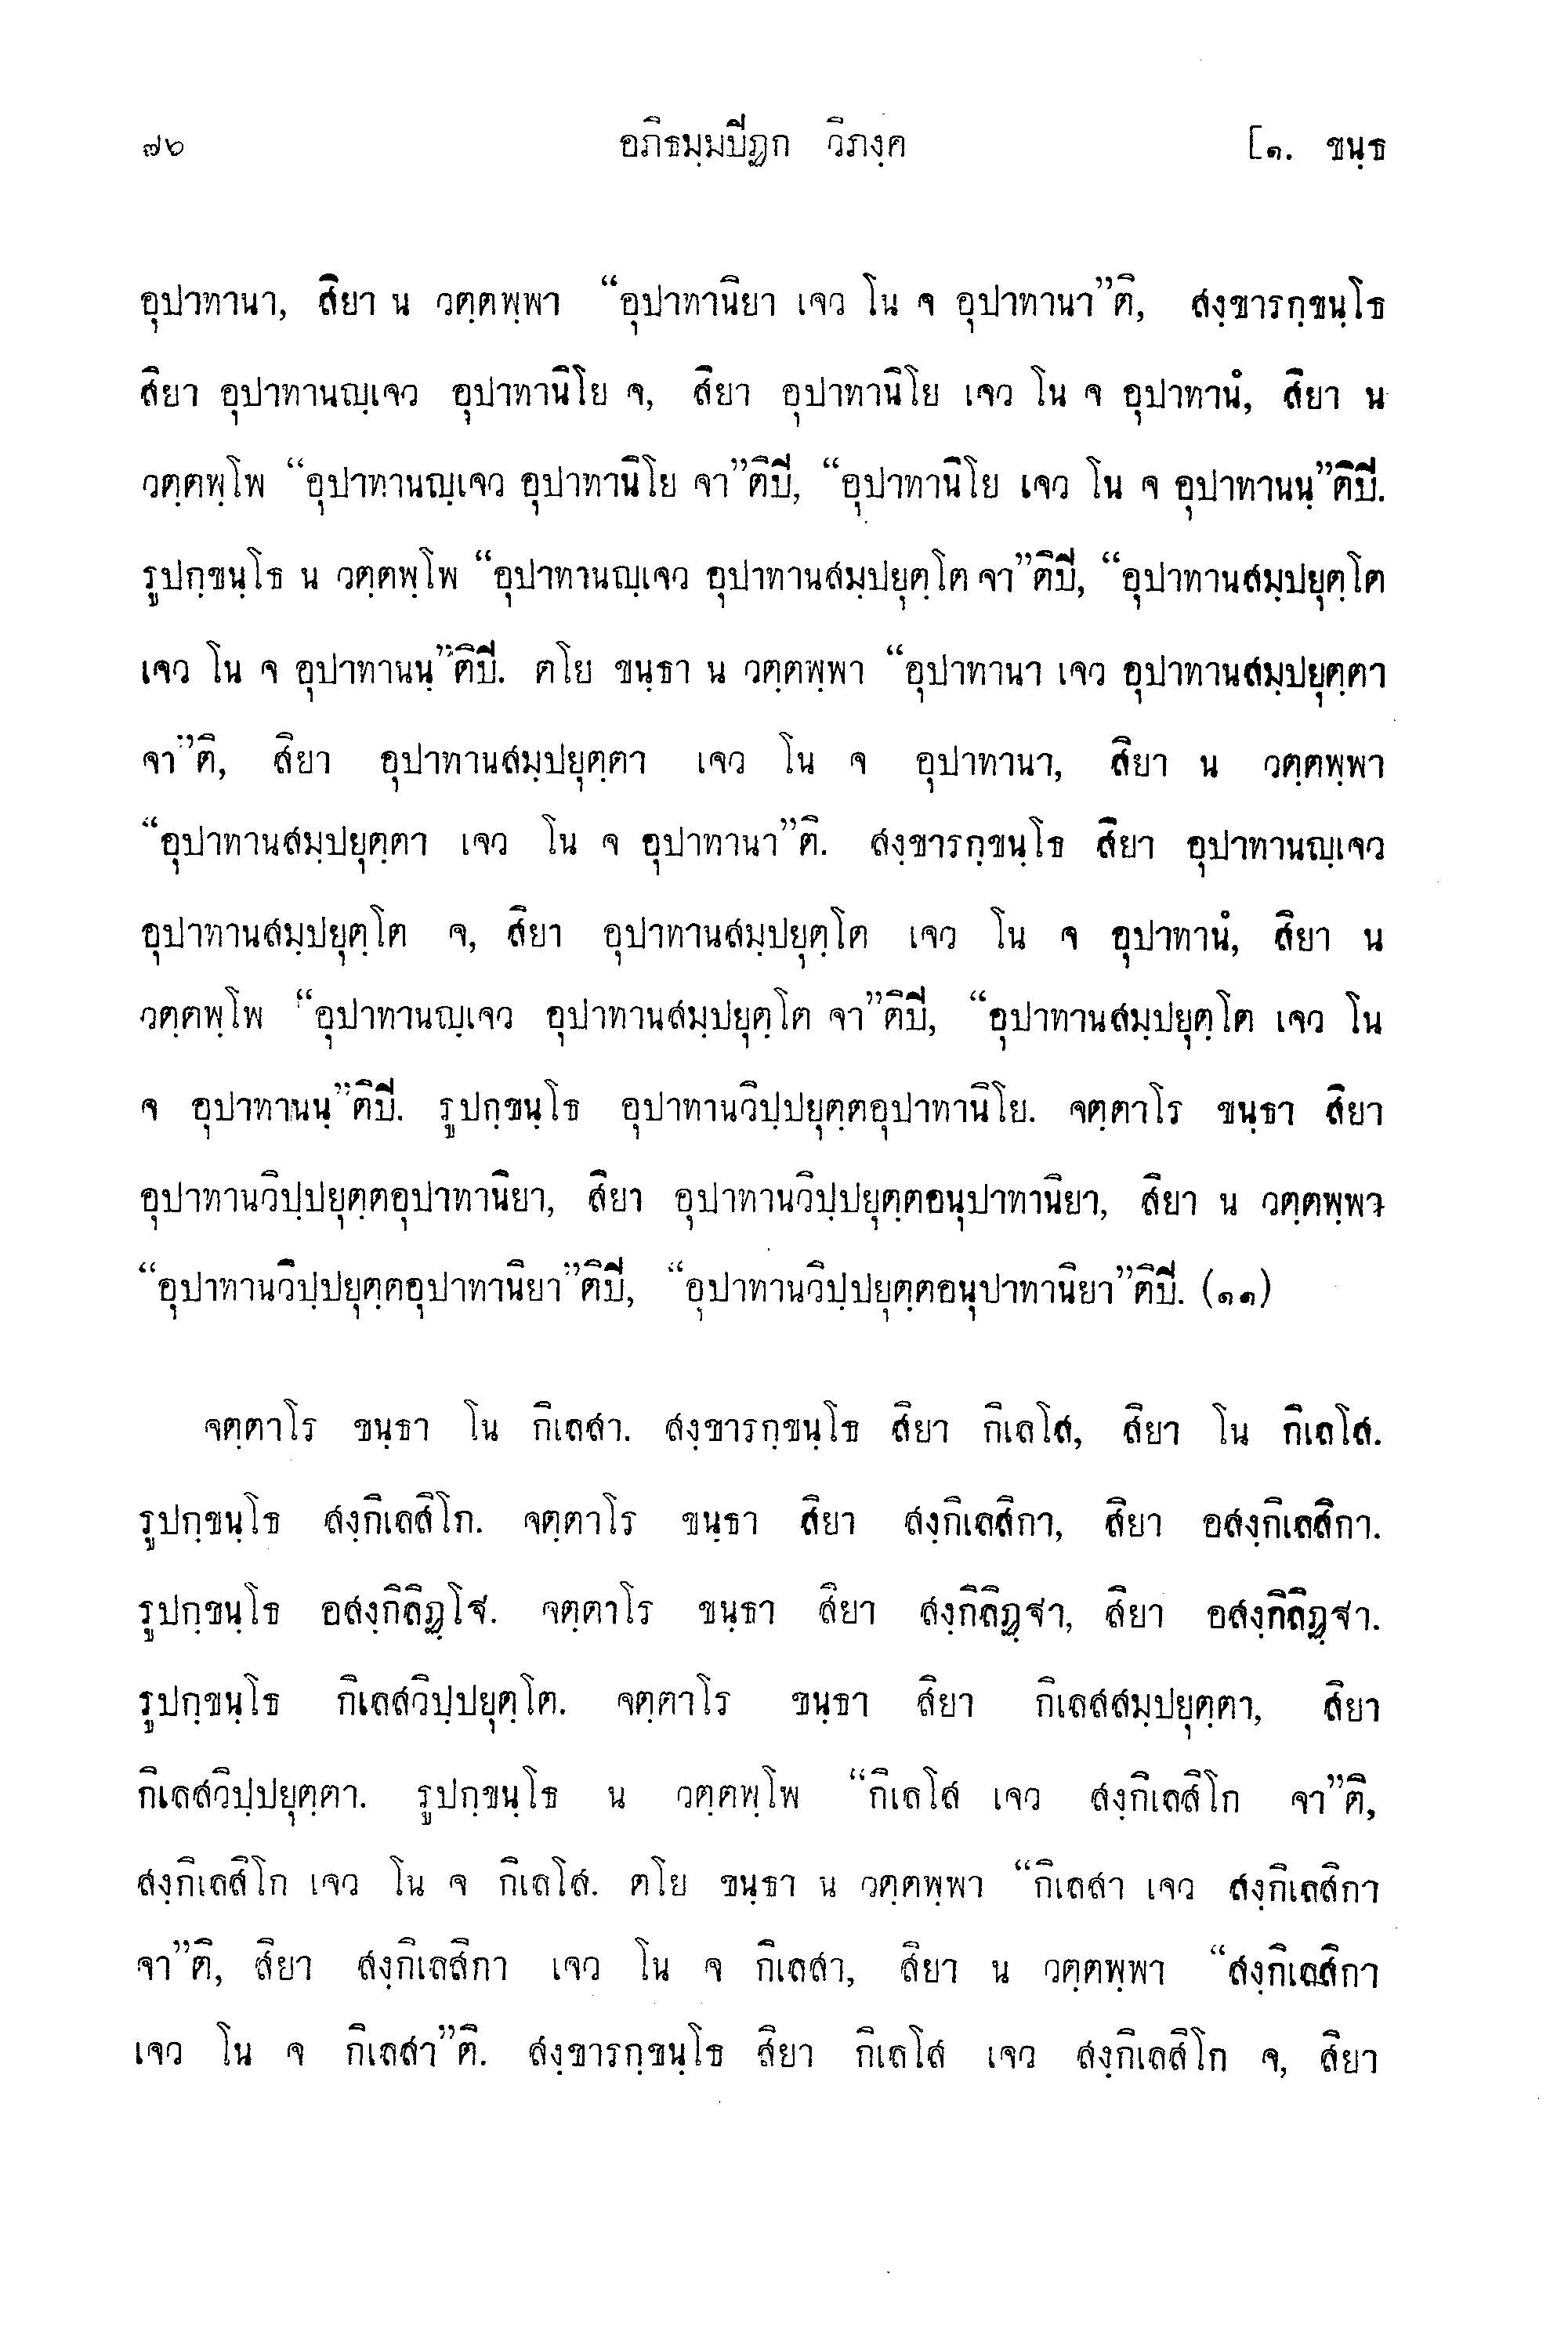 ๗๖ อภิธมฺมปีฏก วิภงฺค [๑. ขนฺธ
อุปาทานา, สิยา น วตฺตพฺพา “อุปาทานิยา เจว โน จ อุปาทานา”ติ, สงฺขารกฺขนฺโธ
สิยา อุปาทานญฺเจว อุปาทานิโย จ, สิยา อุปาทานิโย เจว โน จ อุปาทานํ, สิยา น
วตฺตพฺโพ “อุปาทานญฺเจว อุปาทานิโย จา”ติปิ, “อุปาทานิโย เจว โน จ อุปาทานนฺ”ติปิ.
รูปกฺขนฺโธ น วตฺตพฺโพ “อุปาทานญฺเจว อุปาทานสมฺปยุตฺโต จา”ติปิ, “อุปาทานสมฺปยุตฺโต
เจว โน จ อุปาทานนฺ”ติปิ. ตโย ขนฺธา น วตฺตพฺพา “อุปาทานา เจว อุปาทานสมฺปยุตฺตา
จา”ติ, สิยา อุปาทานสมฺปยุตฺตา เจว โน จ อุปาทานา, สิยา น วตฺตพฺพา
“อุปาทานสมฺปยุตฺตา เจว โน จ อุปาทานา”ติ. สงฺขารกฺขนฺโธ สิยา อุปาทานญฺเจว
อุปาทานสมฺปยุตฺโต จ, สิยา อุปาทานสมฺปยุตฺโต เจว โน จ อุปาทานํ, สิยา น
วตฺตพฺโพ “อุปาทานญฺเจว อุปาทานสมฺปยุตฺโต จา”ติปิ, “อุปาทานสมฺปยุตฺโต เจว โน
จ อุปาทานนฺ”ติปิ. รูปกฺขนฺโธ อุปาทานวิปฺปยุตฺตอุปาทานิโย. จตฺตาโร ขนฺธา สิยา
อุปาทานวิปฺปยุตฺตอุปาทานิยา, สิยา อุปาทานวิปฺปยุตฺตอนุปาทานิยา, สิยา น วตฺตพฺพา
“อุปาทานวิปฺปยุตฺตอุปาทานิยา”ติปิ, “อุปาทานวิปฺปยุตฺตอนุปาทานิยา”ติปิ. (๑๑)
จตฺตาโร ขนฺธา โน กิเลสา. สงฺขารกฺขนฺโธ สิยา กิเลโส, สิยา โน กิเลโส.
รูปกฺขนฺโธ สงฺกิเลสิโก. จตฺตาโร ขนฺธา สิยา สงฺกิเลสิกา, สิยา อสงฺกิเลสิกา.
รูปกฺขนฺโธ อสงฺกิลิฏฺโฐ. จตฺตาโร ขนฺธา สิยา สงฺกิลิฏฺฐา, สิยา อสงฺกิลิฏฺฐา.
รูปกฺขนฺโธ กิเลสวิปฺปยุตฺโต. จตฺตาโร ขนฺธา สิยา กิเลสสมฺปยุตฺตา, สิยา
กิเลสวิปฺปยุตฺตา. รูปกฺขนฺโธ น วตฺตพฺโพ “กิเลโส เจว สงฺกิเลสิโก จา”ติ,
สงฺกิเลสิโก เจว โน จ กิเลโส. ตโย ขนฺธา น วตฺตพฺพา “กิเลสา เจว สงฺกิเลสิกา
จา”ติ, สิยา สงฺกิเลสิกา เจว โน จ กิเลสา, สิยา น วตฺตพฺพา “สงฺกิเลสิกา
เจว โน จ กิเลสา”ติ. สงฺขารกฺขนฺโธ สิยา กิเลโส เจว สงฺกิเลสิโก จ, สิยา